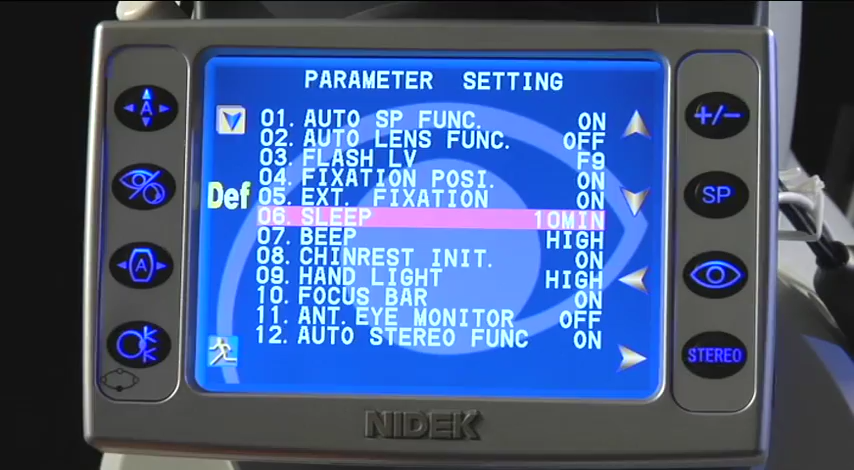 PARAMETER SETTING
01. AUTO SP FUNC. ON
02. AUTO LENS FUNC. OFF
03. FLASH LV F9
04. FIXATION POSI. ON
Def 05. EXT. FIXATION ON
06. SLEEP 10MIN
07. BEEP HIGH
08. CHINREST INIT. ON
09. HAND LIGHT HIGH
10. FOCUS BAR ON
11. ANT. EYE MONITOR OFF
12. AUTO STEREO FUNC ON
A
A
+/−
SP
STEREO
NIDEK